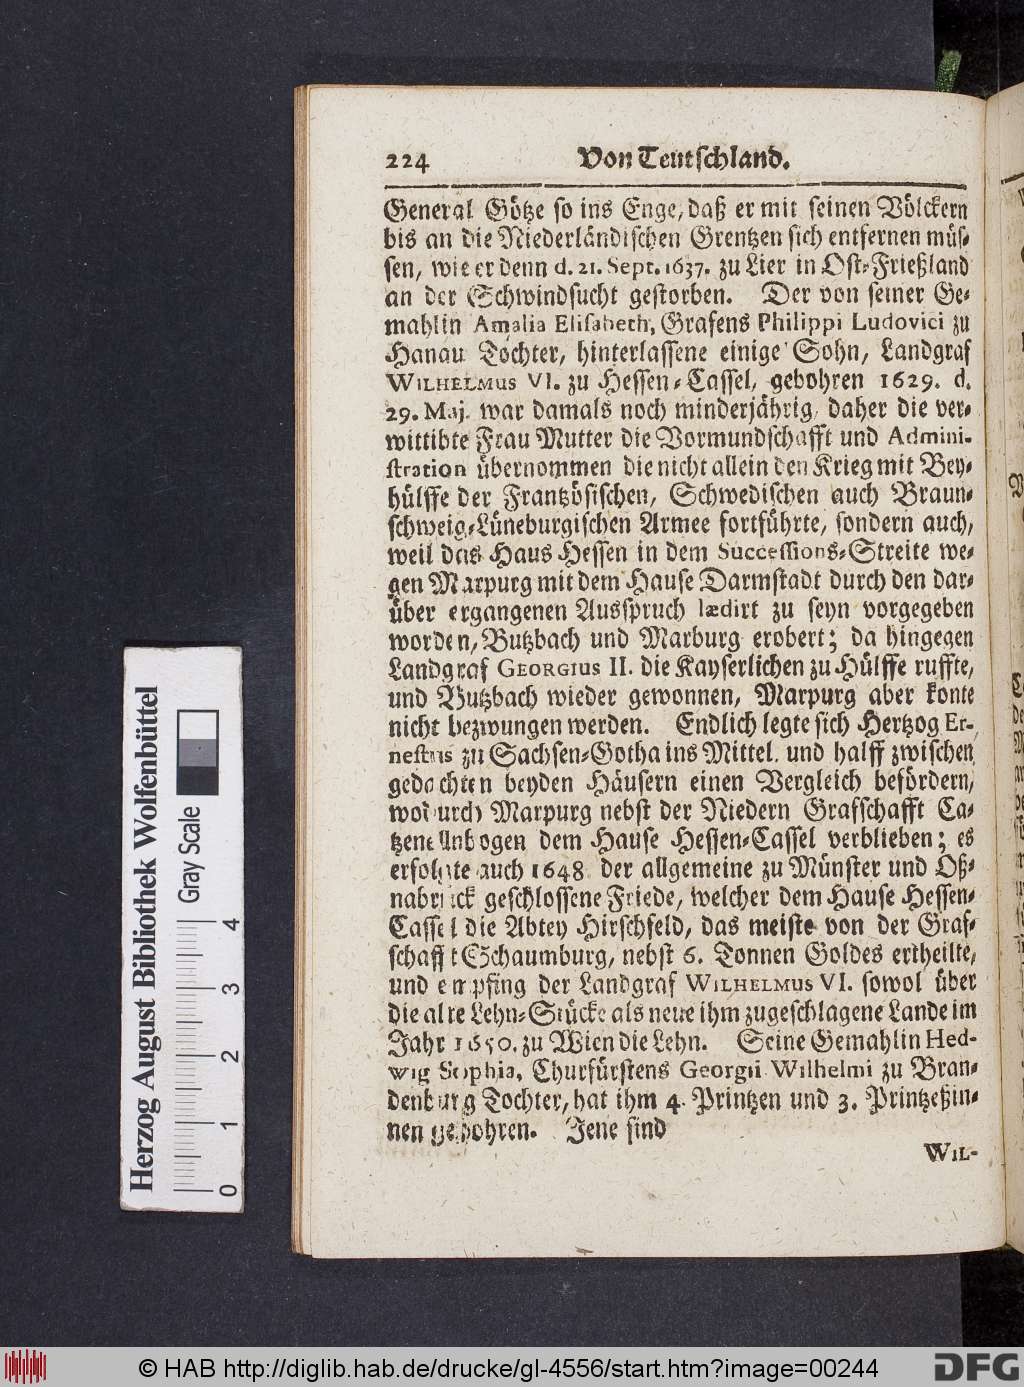 224 Von Teutschland.
General Götze so ins Enge, daß er mit seinen Völckern
bis an die Niederländischen Grentzen sich entfernen müs-
sen, wie er denn d. 21. Sept. 1637. zu Lier in Ost-Frießland
an der Schwindsucht gestorben. Der von seiner Ge-
mahlin Amalia Elisabeth, Grafens Philippi Ludovici zu
Hanau Tochter, hinterlassene einige Sohn, Landgraf
WILHELMUS VI. zu Hessen-Cassel, gebohren 1629. d.
29. Maj. war damals noch minderjährig, daher die ver-
wittibte Frau Mutter die Vormundschafft und Admini-
stration übernommen die nicht allein den Krieg mit Bey-
hülffe der Frantzösischen, Schwedischen auch Braun-
schweig-Lüneburgischen Armee fortführte, sondern auch,
weil das Haus Hessen in dem Successions-Streite we-
gen Marpurg mit dem Hause Darmstadt durch den dar-
über ergangenen Ausspruch lædirt zu seyn vorgegeben
worden, Butzbach und Marburg erobert; da hingegen
Landgraf GEORGIUS II. die Kayserlichen zu Hülffe ruffte,
und Butzbach wieder gewonnen, Marpurg aber konte
nicht bezwungen werden. Endlich legte sich Hertzog Er-
nestus zu Sachsen-Gotha ins Mittel, und halff zwischen
gedachten beyden Häusern einen Vergleich befördern,
wodurch Marpurg nebst der Niedern Grafschafft Ca-
tzenellnbogen dem Hause Hessen-Cassel verblieben; es
erfolgte auch 1648 der allgemeine zu Münster und Oß-
nabrück geschlossene Friede, welcher dem Hause Hessen-
Cassel die Abtey Hirschfeld, das meiste von der Graf-
schafft Schaumburg, nebst 6. Tonnen Goldes ertheilte,
und empfing der Landgraf WILHELMUS VI. sowol über
die alte Lehn-Stücke als neue ihm zugeschlagene Lande im
Jahr 1650. zu Wien die Lehn. Seine Gemahlin Hed-
wig Sophia, Churfürstens Georgii Wilhelmi zu Bran-
denburg Tochter, hat ihm 4. Printzen und 3. Printzeßin-
nen gebohren. Jene sind
WIL-
Herzog August Bibliothek Wolfenbüttel
Gray Scale
0 1 2 3 4
© HAB http://diglib.hab.de/drucke/gl-4556/start.htm?image=00244
DFG